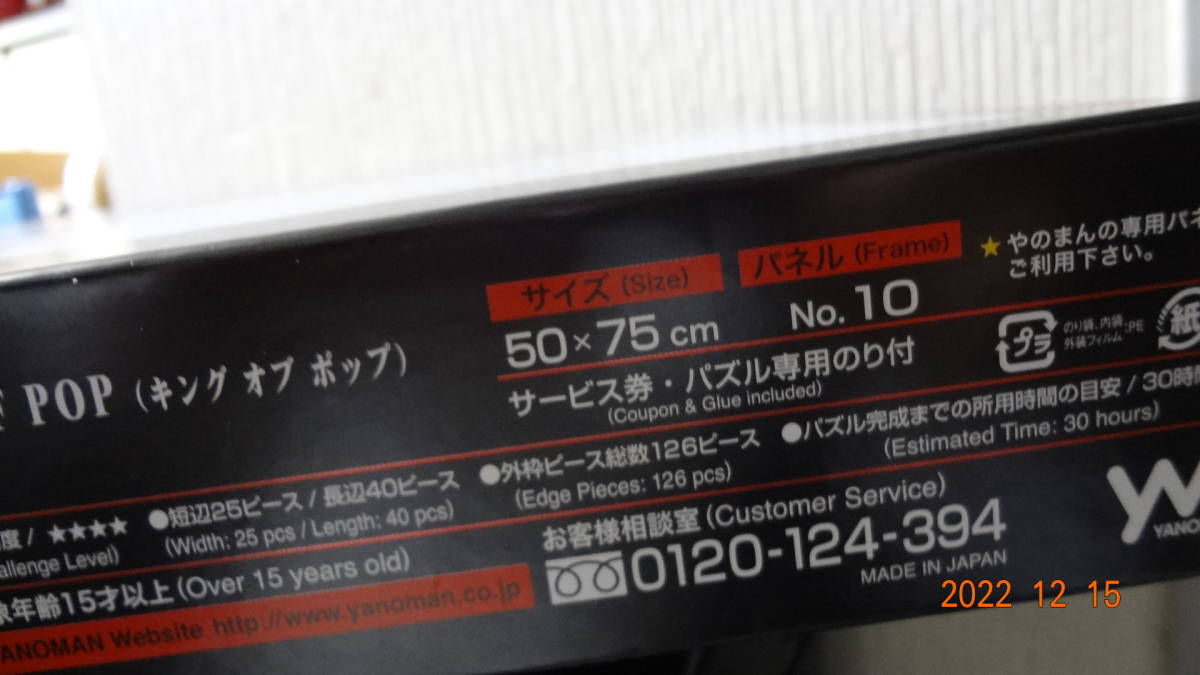 POP (キング オブ ポップ)
サイズ (Size)
50×75 cm
パネル (Frame)
No. 10
★やのまんの専用パネ
ご利用下さい。
サービス券・パズル専用のり付
(Coupon & Glue included)
プラ
のり袋、内袋
外装フィルム :PE
紙
度/ ★★★★
allenge Level)
●短辺25ピース / 長辺40ピース
(Width: 25 pcs / Length: 40 pcs)
●外枠ピース総数126ピース
(Edge Pieces: 126 pcs)
●パズル完成までの所用時間の目安 / 30時間
(Estimated Time: 30 hours)
象年齢15才以上 (Over 15 years old)
お客様相談室 (Customer Service)
0120-124-394
MADE IN JAPAN
YANO
ANOMAN Website http://www.yanoman.co.jp
2022 12 15